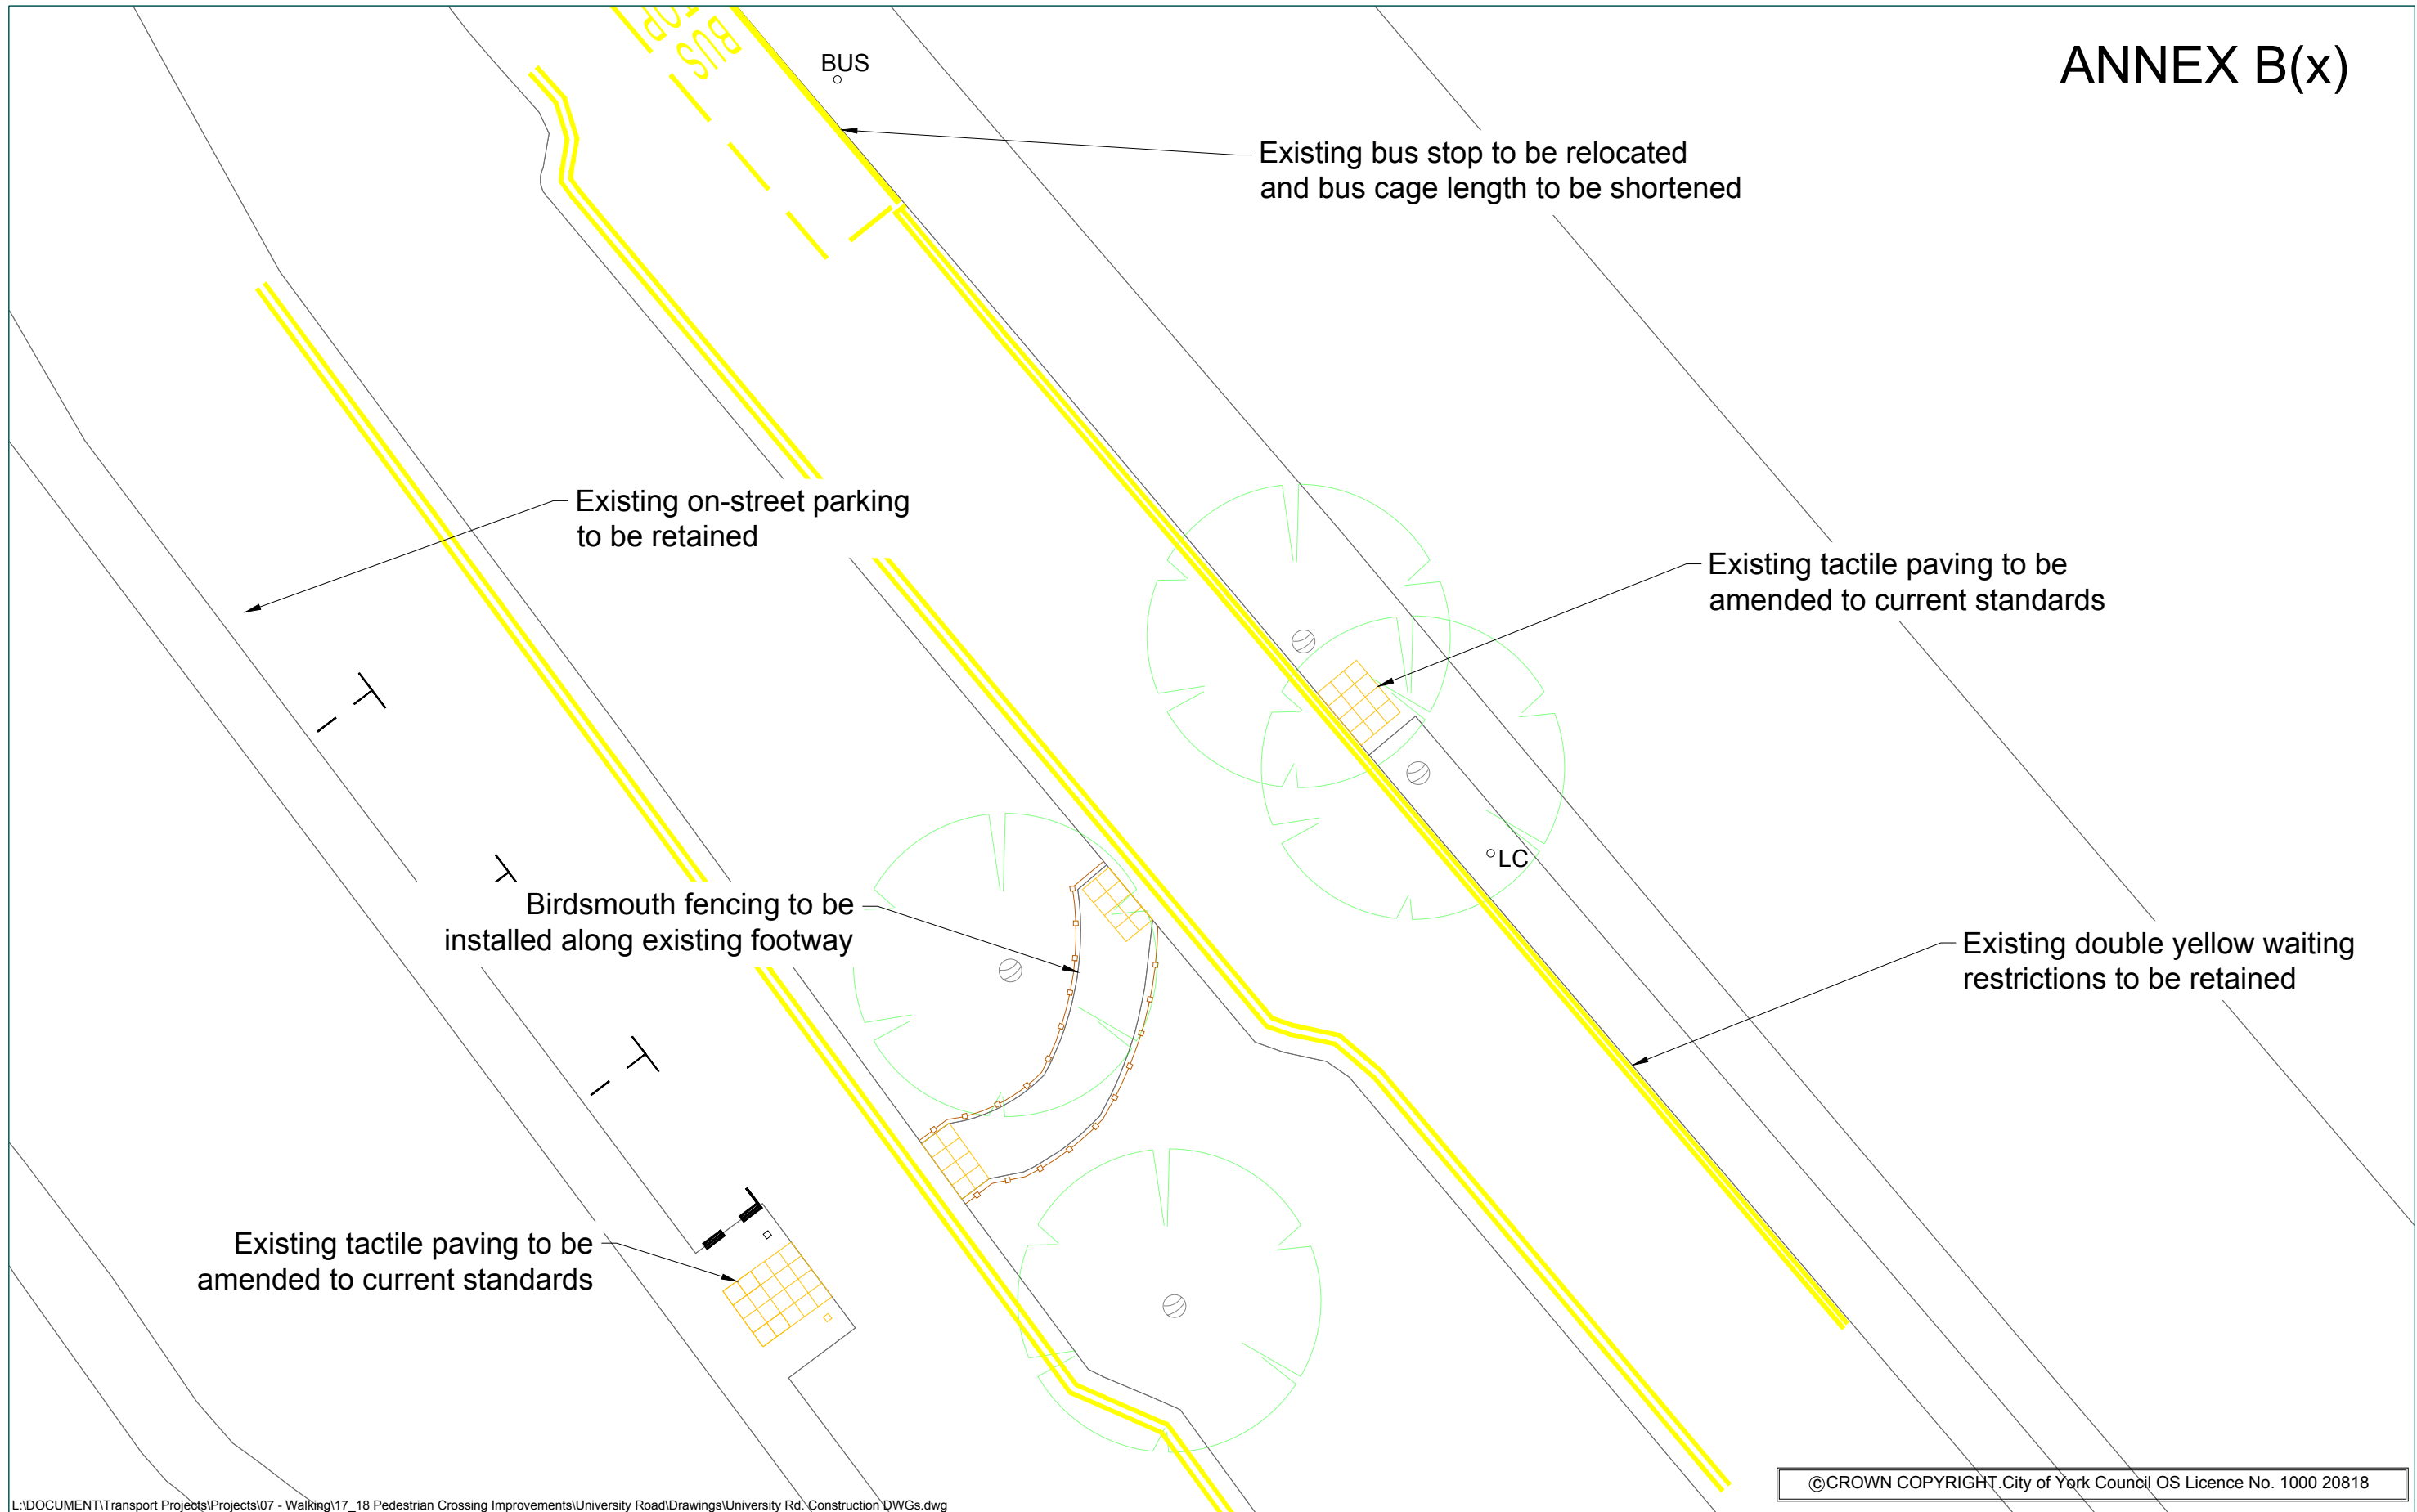 ANNEX B(x)
BUS
BUS
Existing bus stop to be relocated
and bus cage length to be shortened
Existing on-street parking
to be retained
Existing tactile paving to be
amended to current standards
LC
Birdsmouth fencing to be
installed along existing footway
Existing double yellow waiting
restrictions to be retained
Existing tactile paving to be
amended to current standards
©CROWN COPYRIGHT.City of York Council OS Licence No. 1000 20818
L:\DOCUMENT\Transport Projects\Projects\07 - Walking\17_18 Pedestrian Crossing Improvements\University Road\Drawings\University Rd. Construction DWGs.dwg